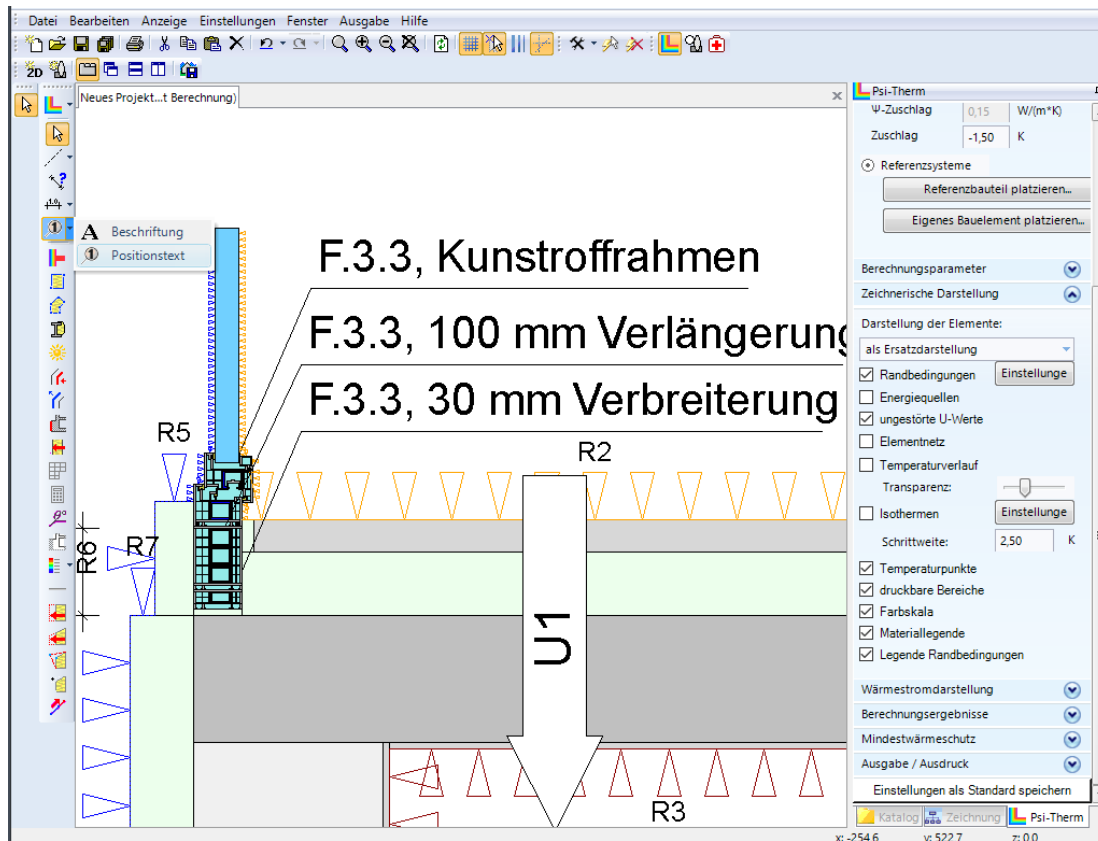 Datei Bearbeiten Anzeige Einstellungen Fenster Ausgabe Hilfe
2D
Neues Projekt...t Berechnung)
Psi-Therm
Ψ-Zuschlag 0,15 W/(m*K)
Zuschlag -1,50 K
Referenzsysteme
Referenzbauteil platzieren...
Eigenes Bauelement platzieren...
A Beschriftung
1 Positionstext
F.3.3, Kunstroffrahmen
F.3.3, 100 mm Verlängerung
F.3.3, 30 mm Verbreiterung
R5
R2
R6
R7
U1
R3
Berechnungsparameter
Zeichnerische Darstellung
Darstellung der Elemente:
als Ersatzdarstellung
Randbedingungen Einstellunge
Energiequellen
ungestörte U-Werte
Elementnetz
Temperaturverlauf
Transparenz:
Isothermen Einstellunge
Schrittweite: 2,50 K
Temperaturpunkte
druckbare Bereiche
Farbskala
Materiallegende
Legende Randbedingungen
Wärmestromdarstellung
Berechnungsergebnisse
Mindestwärmeschutz
Ausgabe / Ausdruck
Einstellungen als Standard speichern
Katalog Zeichnung Psi-Therm
x: -254.6 y: 522.7 z: 0.0